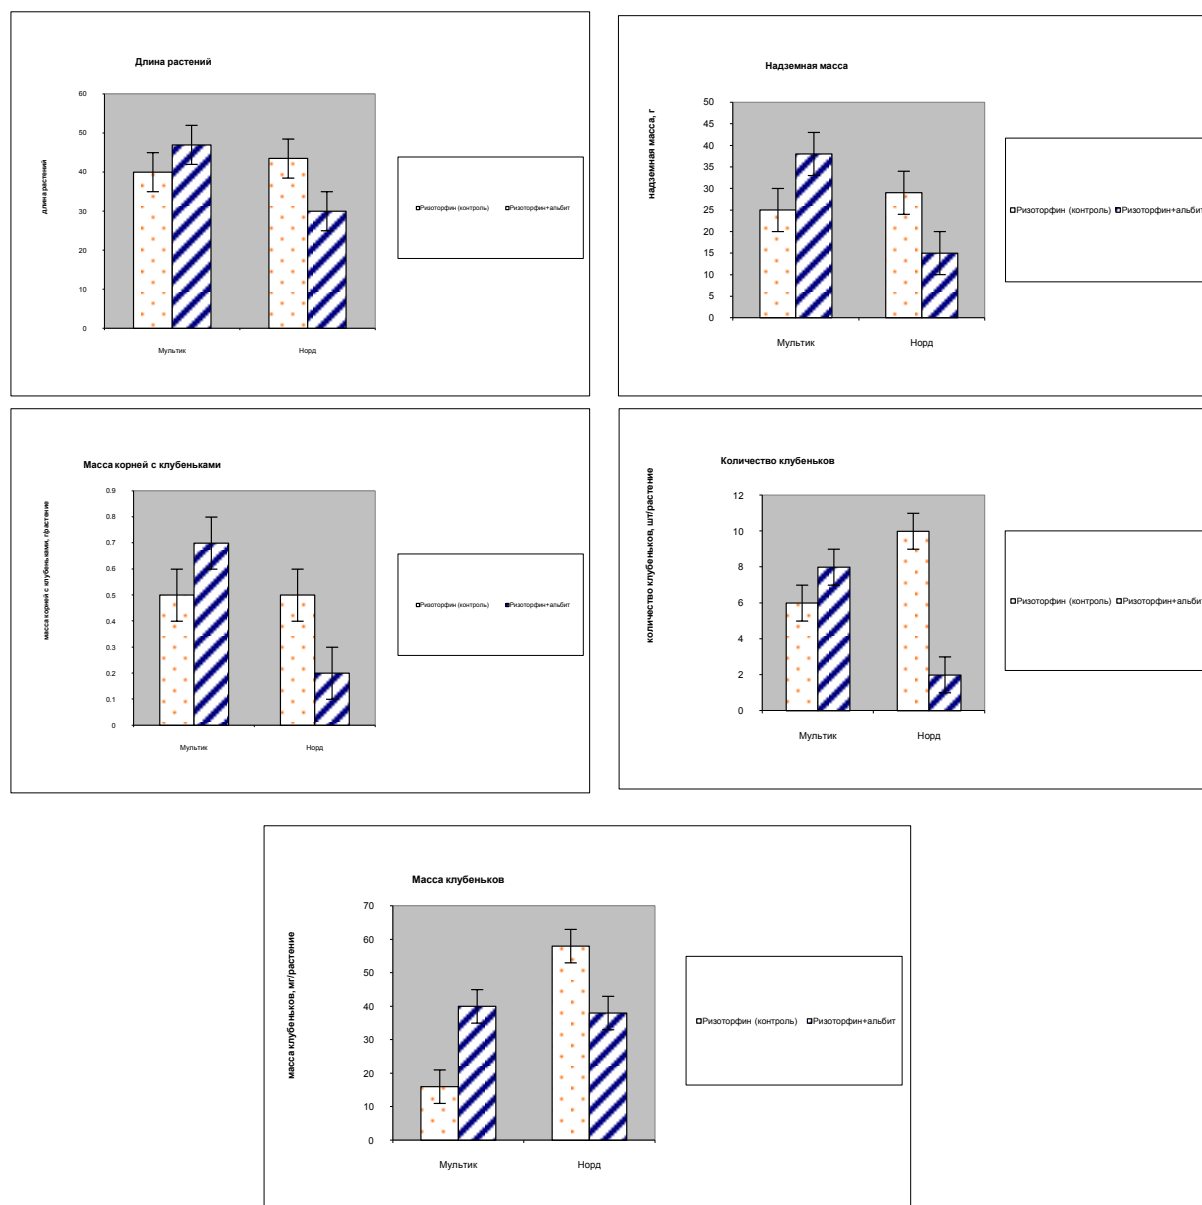 Длина растений
длина растений
60
50
40
30
20
10
0
Мультик Норд
Ризоторфин (контроль) Ризоторфин+альбит
Надземная масса
надземная масса, г
50
45
40
35
30
25
20
15
10
5
0
Мультик Норд
Ризоторфин (контроль) Ризоторфин+альбит
Масса корней с клубеньками
масса корней с клубеньками, г/растение
0.9
0.8
0.7
0.6
0.5
0.4
0.3
0.2
0.1
0
Мультик Норд
Ризоторфин (контроль) Ризоторфин+альбит
Количество клубеньков
количество клубеньков, шт/растение
12
10
8
6
4
2
0
Мультик Норд
Ризоторфин (контроль) Ризоторфин+альбит
Масса клубеньков
масса клубеньков, мг/растение
70
60
50
40
30
20
10
0
Мультик Норд
Ризоторфин (контроль) Ризоторфин+альбит